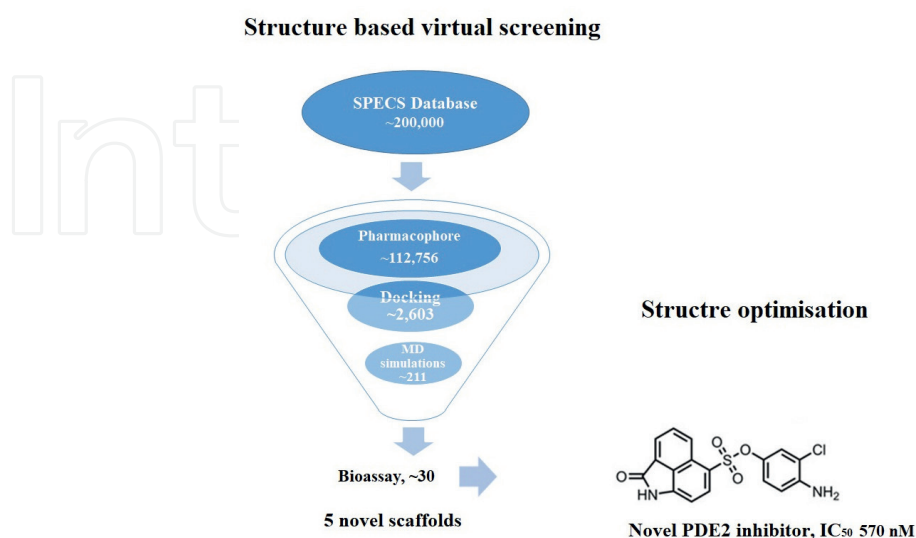 Structure based virtual screening
Int
SPECS Database
~200,000
Pharmacophore
~112,756
Docking
~2,603
MD
simulations
~211
Structre optimisation
Bioassay, ~30
5 novel scaffolds
O
HN
O
S
O
O
Cl
NH₂
Novel PDE2 inhibitor, IC₅₀ 570 nM